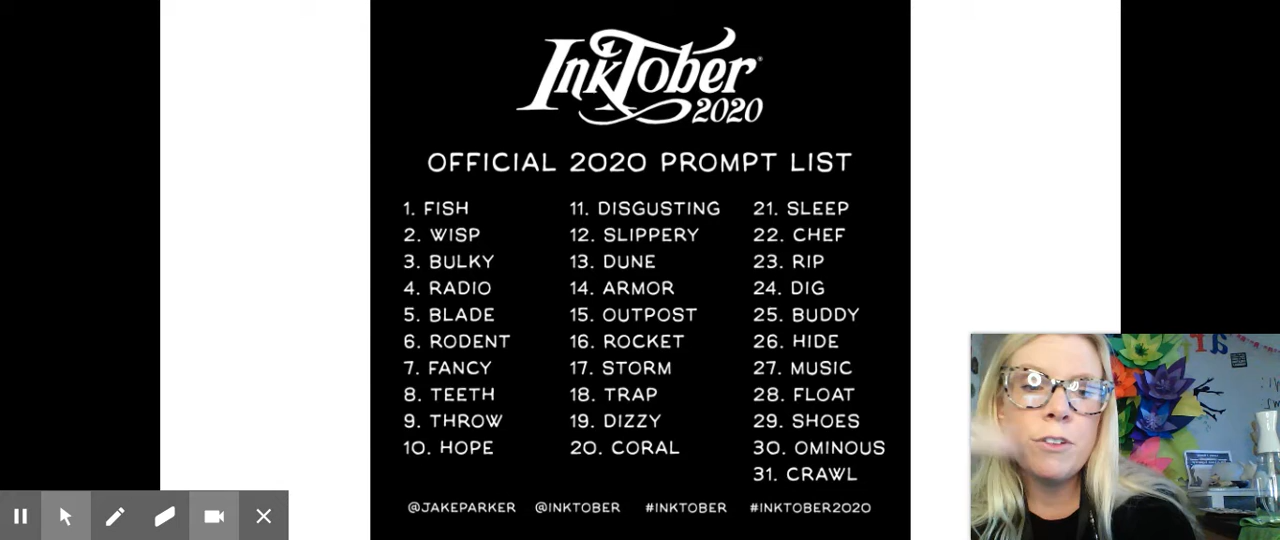 InkTober
2020
OFFICIAL 2020 PROMPT LIST
1. FISH
2. WISP
3. BULKY
4. RADIO
5. BLADE
6. RODENT
7. FANCY
8. TEETH
9. THROW
10. HOPE
11. DISGUSTING
12. SLIPPERY
13. DUNE
14. ARMOR
15. OUTPOST
16. ROCKET
17. STORM
18. TRAP
19. DIZZY
20. CORAL
21. SLEEP
22. CHEF
23. RIP
24. DIG
25. BUDDY
26. HIDE
27. MUSIC
28. FLOAT
29. SHOES
30. OMINOUS
31. CRAWL
@JAKEPARKER @INKTOBER #INKTOBER #INKTOBER2020